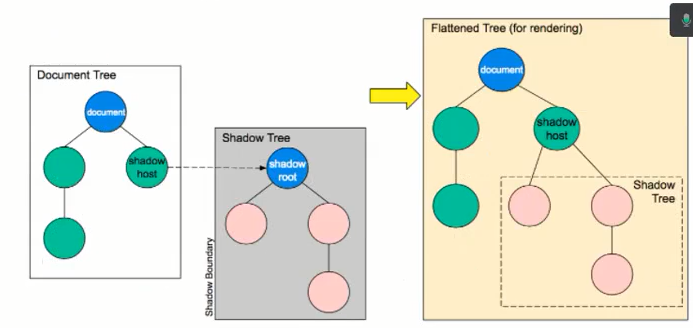 Document Tree
document
shadow
host
Shadow Tree
shadow
root
Shadow Boundary
Flattened Tree (for rendering)
document
shadow
host
Shadow
Tree